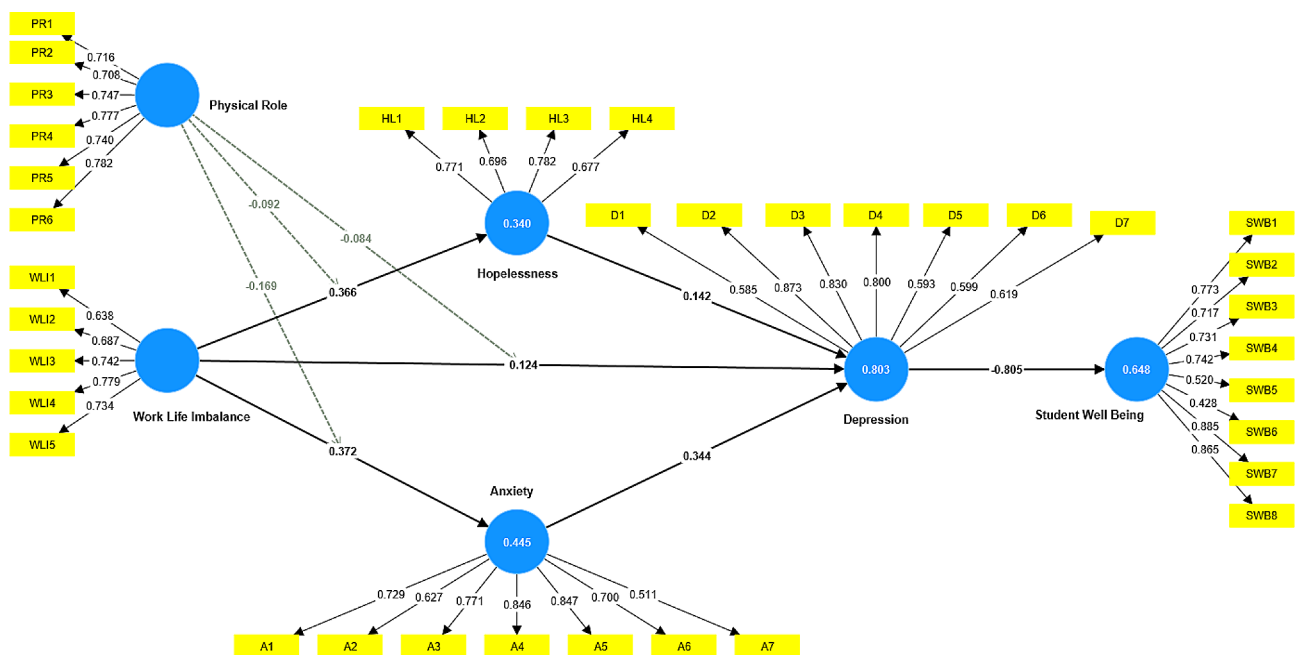 PR1
PR2
PR3
PR4
PR5
PR6
0.716
0.708
0.747
0.777
0.740
0.782
Physical Role
-0.092
-0.084
-0.169
HL1
HL2
HL3
HL4
0.771
0.696
0.782
0.677
0.340
Hopelessness
WLI1
WLI2
WLI3
WLI4
WLI5
0.638
0.687
0.742
0.779
0.734
Work Life Imbalance
0.366
0.124
0.372
0.142
0.344
D1
D2
D3
D4
D5
D6
D7
0.585
0.873
0.830
0.800
0.593
0.599
0.619
0.803
Depression
-0.805
0.648
Student Well Being
SWB1
SWB2
SWB3
SWB4
SWB5
SWB6
SWB7
SWB8
0.773
0.717
0.731
0.742
0.520
0.428
0.885
0.865
Anxiety
0.445
0.729
0.627
0.771
0.846
0.847
0.700
0.511
A1
A2
A3
A4
A5
A6
A7